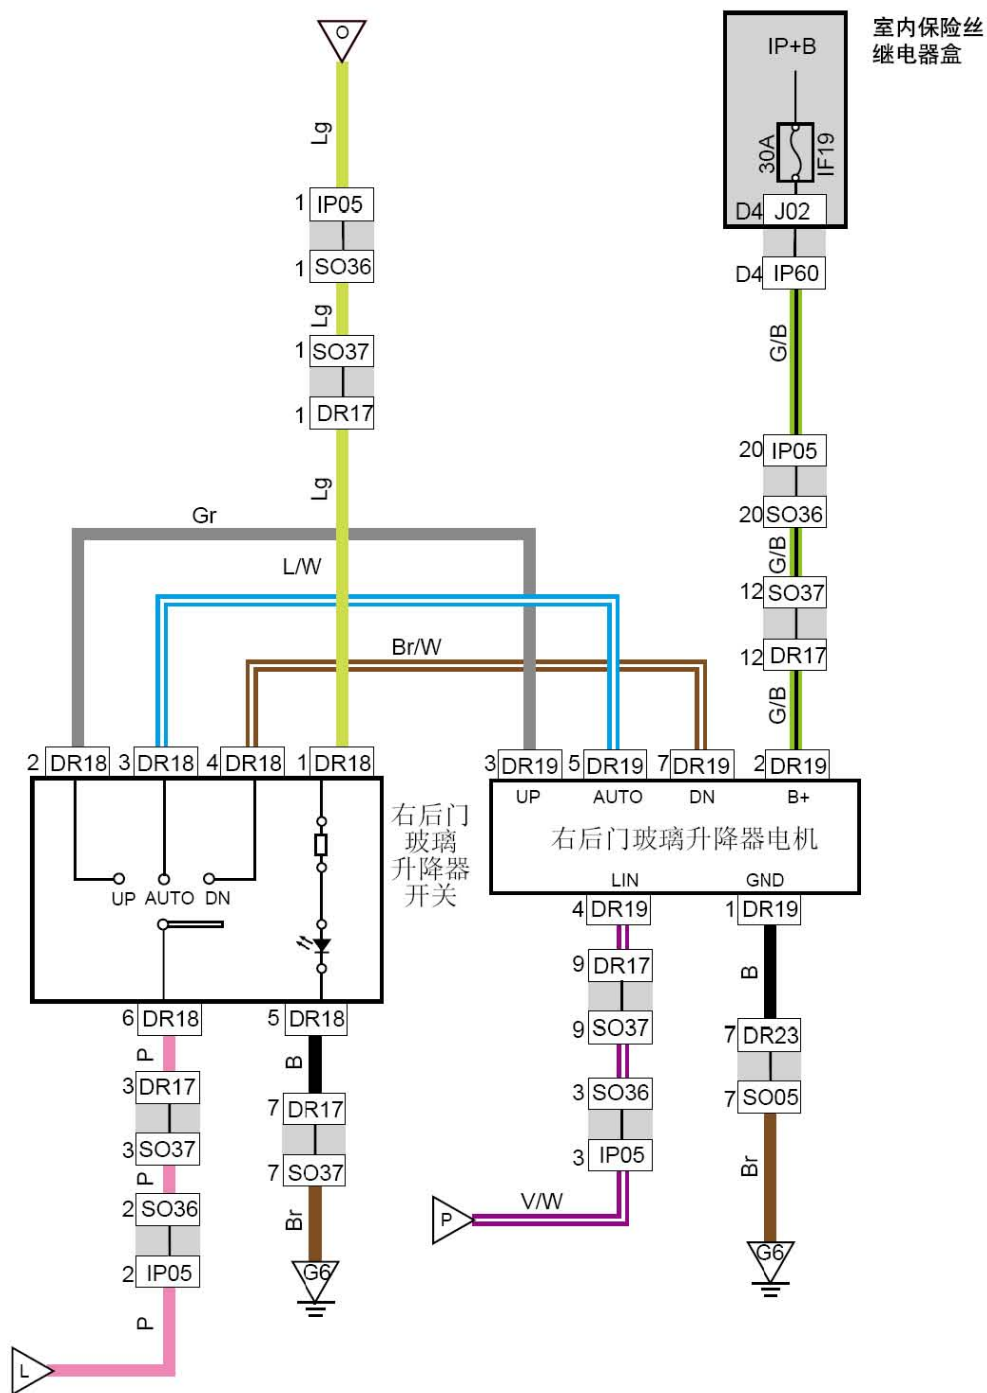 O
室内保险丝
继电器盒
IP+B
30A
IF19
D4 J02
D4 IP60
G/B
20 IP05
20 SO36
G/B
12 SO37
12 DR17
G/B
Lg
1 IP05
1 SO36
Lg
1 SO37
1 DR17
Lg
Gr
L/W
Br/W
2 DR18
3 DR18
4 DR18
1 DR18
UP AUTO DN
右后门
玻璃
升降器
开关
6 DR18
5 DR18
P
3 DR17
3 SO37
P
2 SO36
2 IP05
P
L
B
7 DR17
7 SO37
Br
G6
3 DR19
5 DR19
7 DR19
2 DR19
UP AUTO DN B+
右后门玻璃升降器电机
LIN GND
4 DR19
1 DR19
9 DR17
9 SO37
3 SO36
3 IP05
V/W
P
B
7 DR23
7 SO05
Br
G6